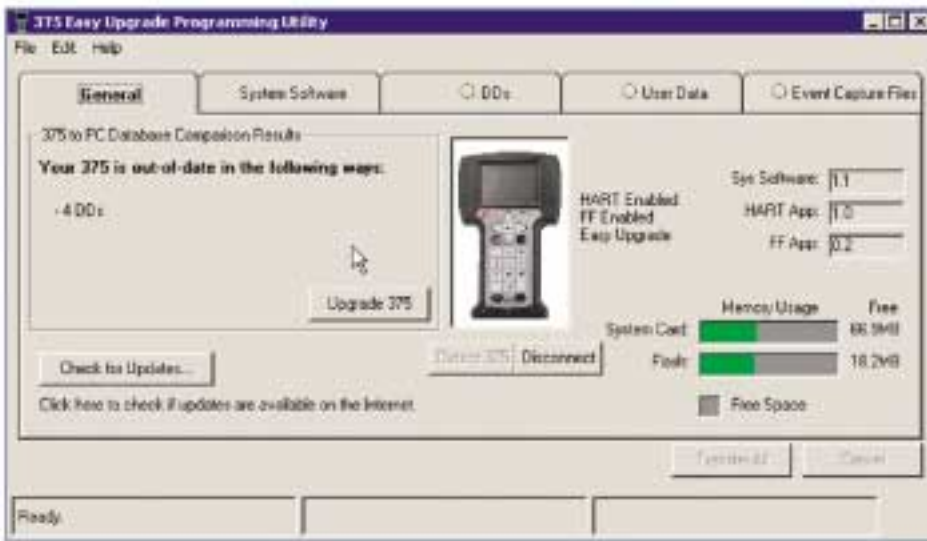 375 Easy Upgrade Programming Utility
File Edit Help
General
System Software
DDs
User Data
Event Capture Files
375 to PC Database Comparison Results
Your 375 is out-of-date in the following ways:
- 4 DDs
Upgrade 375
Check for Updates...
Click here to check if updates are available on the Internet
HART Enabled
FF Enabled
Easy Upgrade
Disconnect
Sys Software: 1.1
HART App: 1.0
FF App: 0.2
Memory Usage Free
System Card: 66.9MB
Flash: 18.2MB
Free Space
Cancel
Ready.